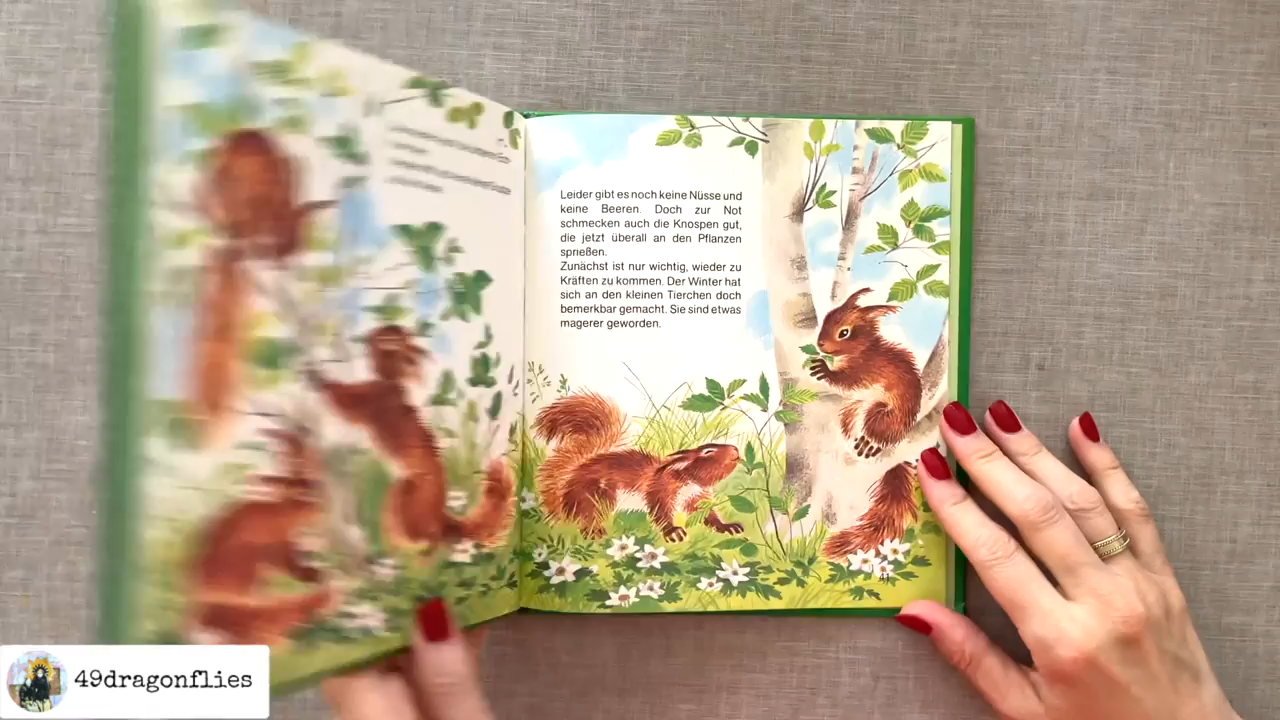 Leider gibt es noch keine Nüsse und
keine Beeren. Doch zur Not
schmecken auch die Knospen gut,
die jetzt überall an den Pflanzen
sprießen.
Zunächst ist nur wichtig, wieder zu
Kräften zu kommen. Der Winter hat
sich an den kleinen Tierchen doch
bemerkbar gemacht. Sie sind etwas
magerer geworden.
41
49dragonflies